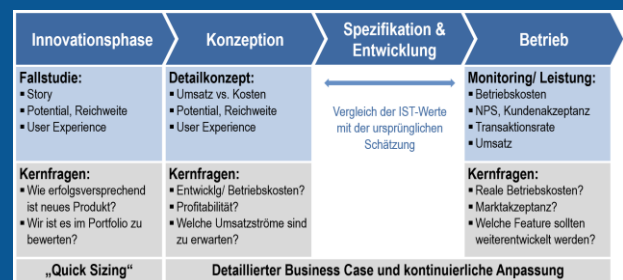 Innovationsphase
Konzeption
Spezifikation &
Entwicklung
Betrieb
Fallstudie:
▪ Story
▪ Potential, Reichweite
▪ User Experience
Detailkonzept:
▪ Umsatz vs. Kosten
▪ Potential, Reichweite
▪ User Experience
Vergleich der IST-Werte
mit der ursprünglichen
Schätzung
Monitoring/ Leistung:
▪ Betriebskosten
▪ NPS, Kundenakzeptanz
▪ Transaktionsrate
▪ Umsatz
Kernfragen:
▪ Wie erfolgsversprechend
ist neues Produkt?
▪ Wir ist es im Portfolio zu
bewerten?
Kernfragen:
▪ Entwicklg/ Betriebskosten?
▪ Profitabilität?
▪ Welche Umsatzströme sind
zu erwarten?
Kernfragen:
▪ Reale Betriebskosten?
▪ Marktakzeptanz?
▪ Welche Feature sollten
weiterentwickelt werden?
„Quick Sizing“
Detaillierter Business Case und kontinuierliche Anpassung